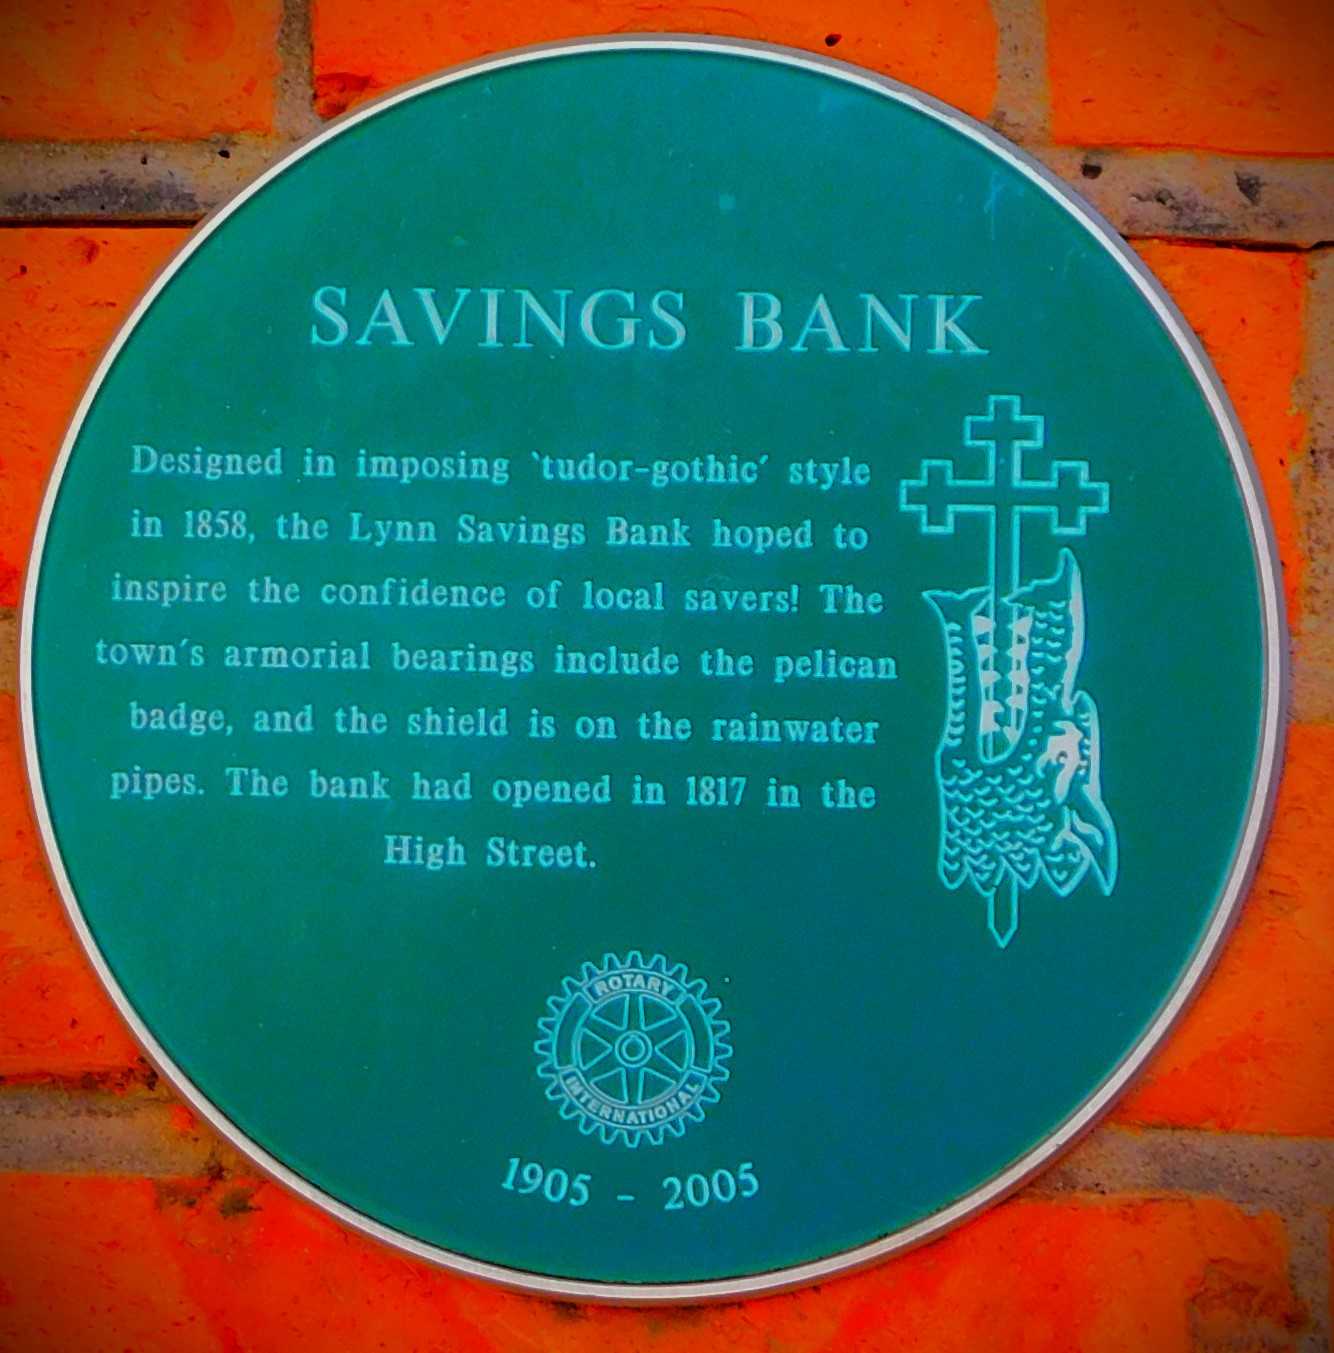 SAVINGS BANK
Designed in imposing `tudor-gothic´ style
in 1858, the Lynn Savings Bank hoped to
inspire the confidence of local savers! The
town´s armorial bearings include the pelican
badge, and the shield is on the rainwater
pipes. The bank had opened in 1817 in the
High Street.
ROTARY
INTERNATIONAL
1905 - 2005